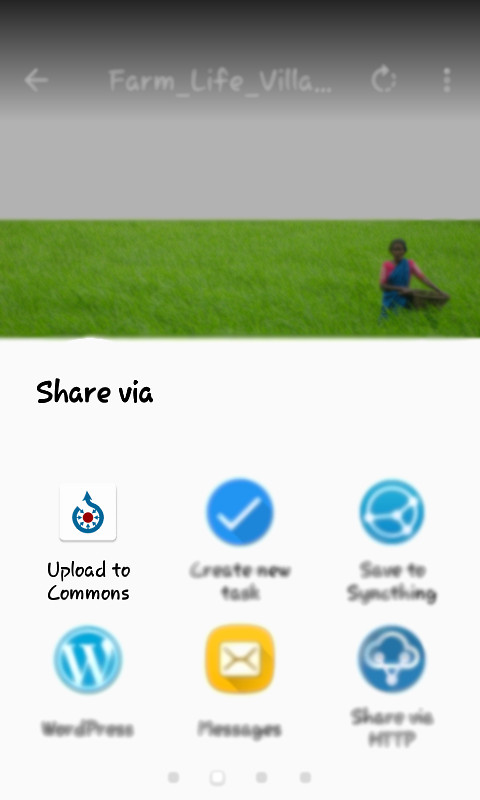 Farm_Life_Villa...
Share via
Upload to
Commons
Create new
task
Save to
Syncthing
WordPress
Messages
Share via
HTTP